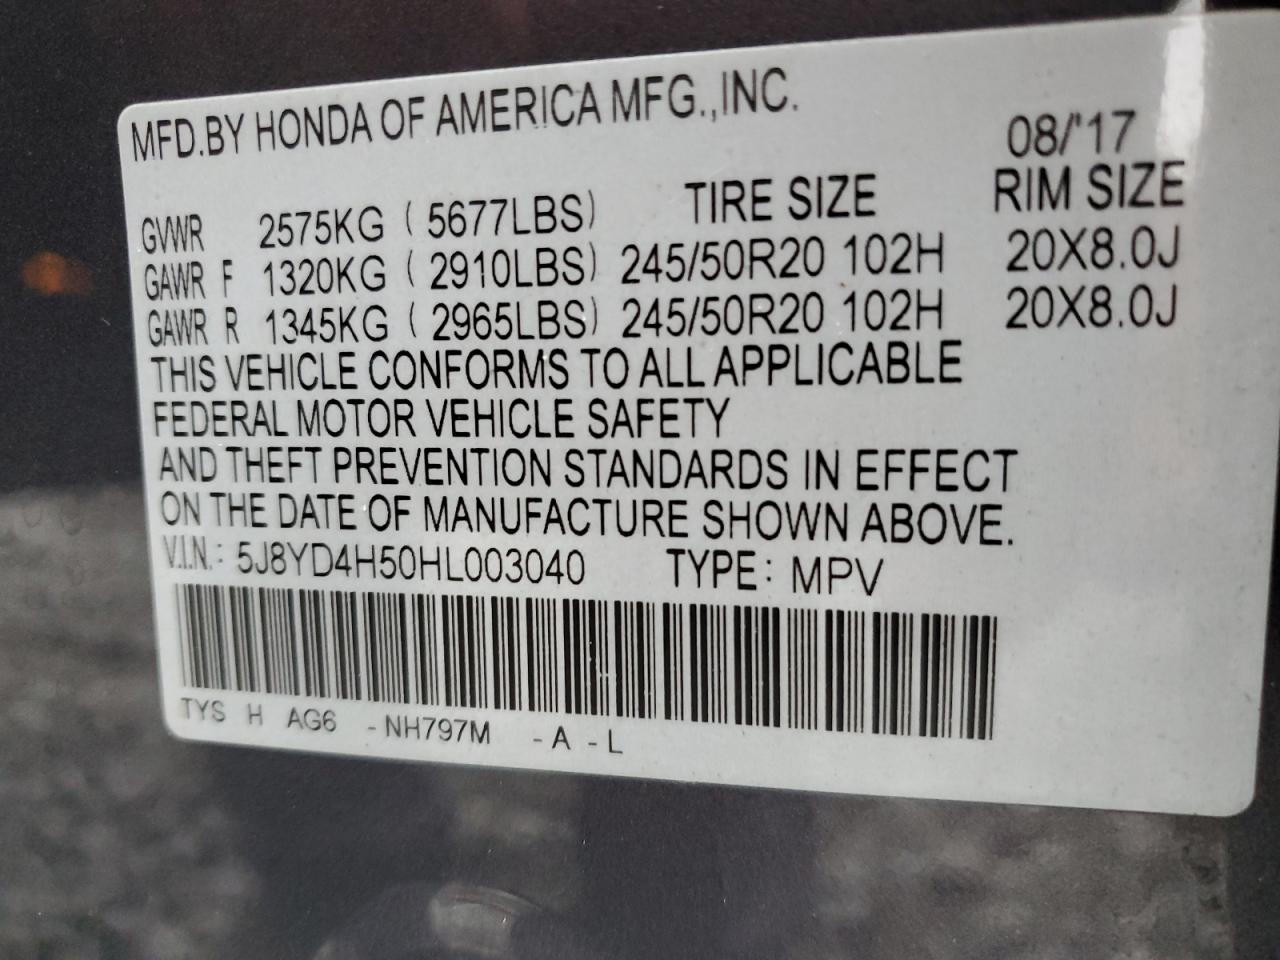 MFD.BY HONDA OF AMERICA MFG.,INC.
08/'17
GVWR 2575KG ( 5677LBS) TIRE SIZE RIM SIZE
GAWR F 1320KG ( 2910LBS) 245/50R20 102H 20X8.0J
GAWR R 1345KG ( 2965LBS) 245/50R20 102H 20X8.0J
THIS VEHICLE CONFORMS TO ALL APPLICABLE
FEDERAL MOTOR VEHICLE SAFETY
AND THEFT PREVENTION STANDARDS IN EFFECT
ON THE DATE OF MANUFACTURE SHOWN ABOVE.
V.I.N.: 5J8YD4H50HL003040 TYPE: MPV
TYS H AG6 -NH797M -A -L